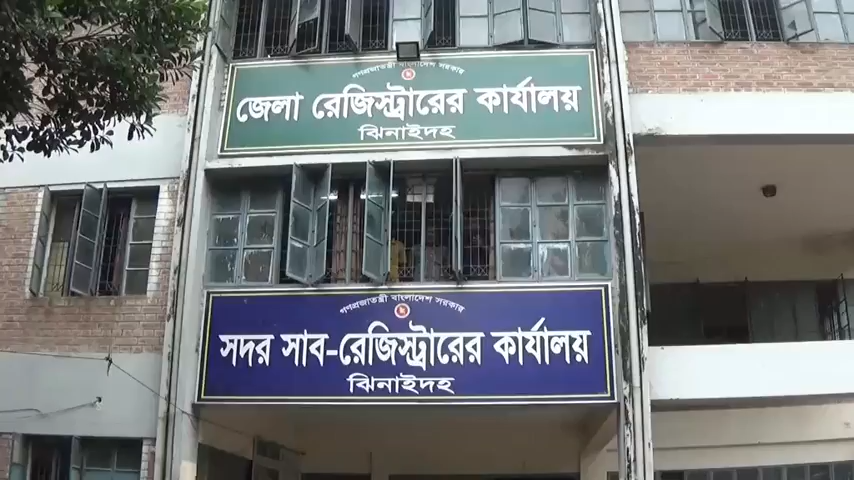 গণপ্রজাতন্ত্রী বাংলাদেশ সরকার
জেলা রেজিস্ট্রারের কার্যালয়
ঝিনাইদহ
গণপ্রজাতন্ত্রী বাংলাদেশ সরকার
সদর সাব-রেজিস্ট্রারের কার্যালয়
ঝিনাইদহ